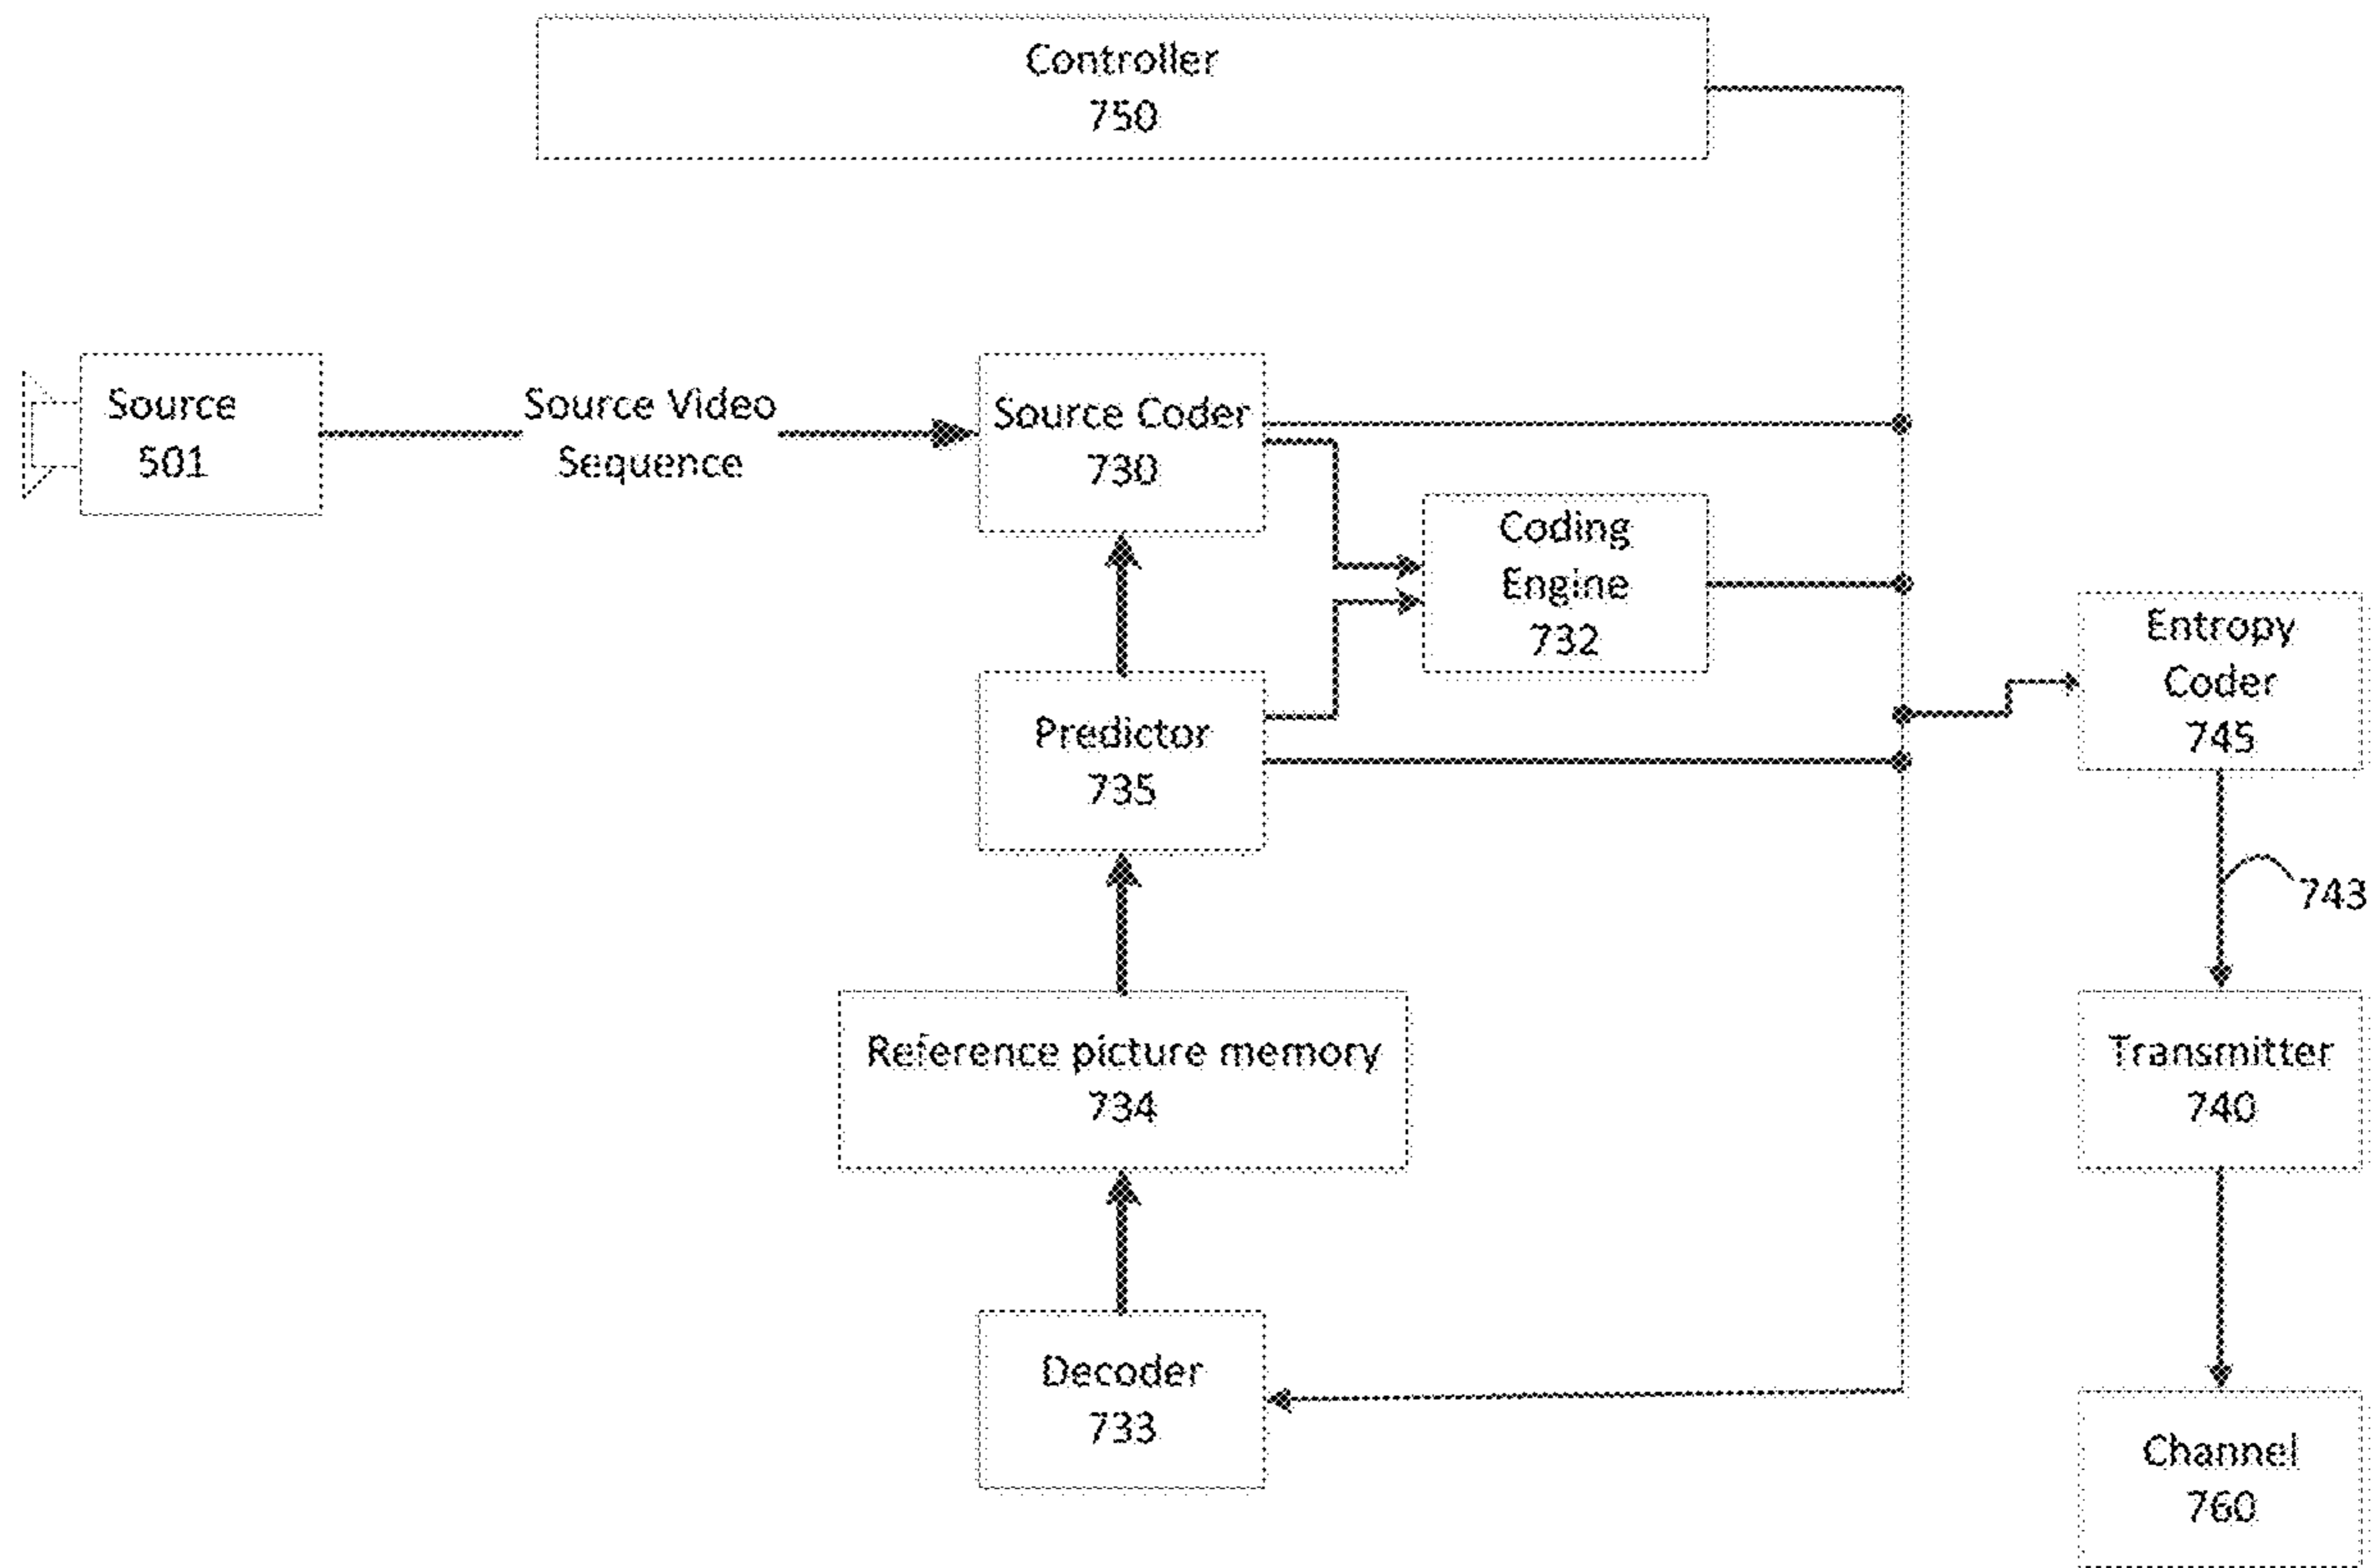 Controller
750
Source
501
Source Video
Sequence
Source Coder
730
Coding
Engine
732
Entropy
Coder
745
Predictor
735
743
Reference picture memory
734
Transmitter
740
Decoder
733
Channel
760